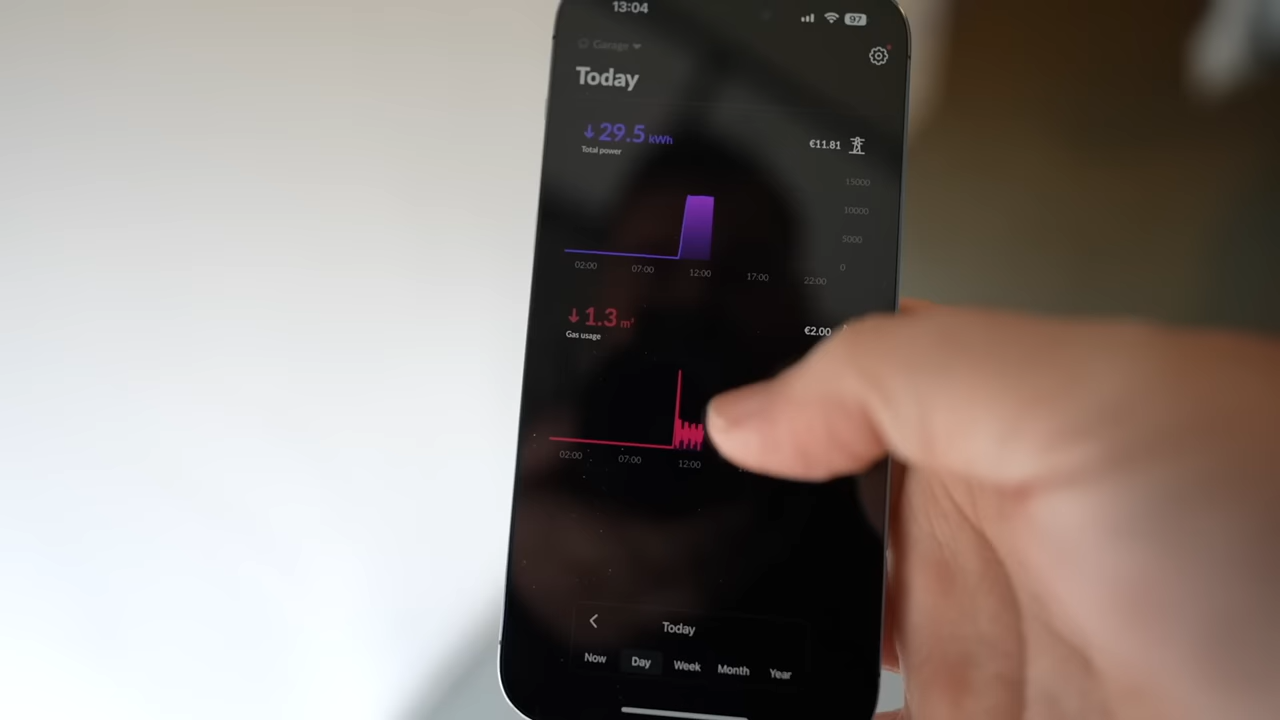 13:04
97
Garage
Today
↓29.5 kWh
Total power
€11.81
15000
10000
5000
0
02:00 07:00 12:00 17:00 22:00
↓1.3 m³
Gas usage
€2.00
02:00 07:00 12:00
Today
Now Day Week Month Year